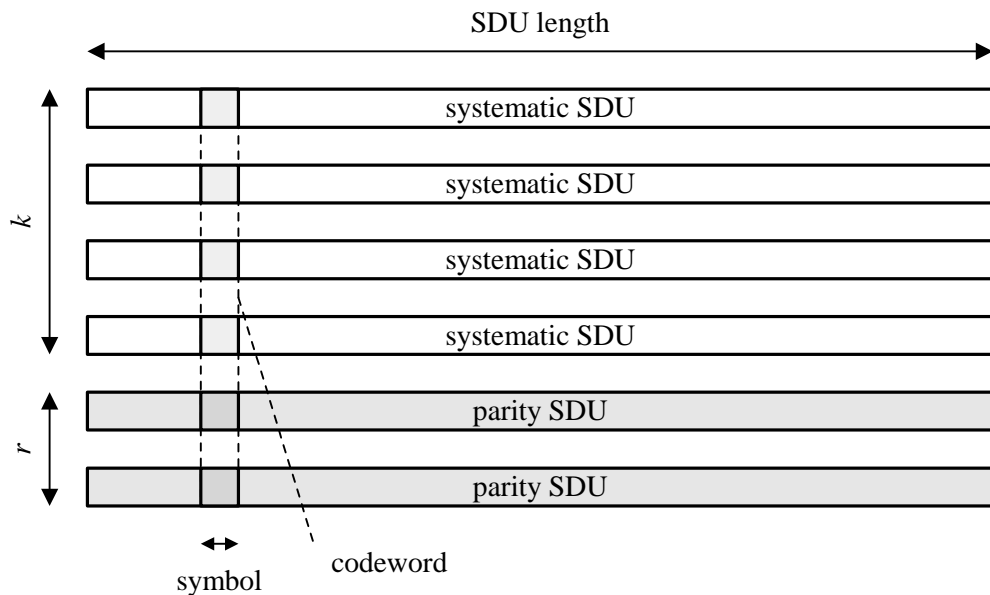 SDU length
systematic SDU
systematic SDU
k
systematic SDU
systematic SDU
parity SDU
r
parity SDU
codeword
symbol